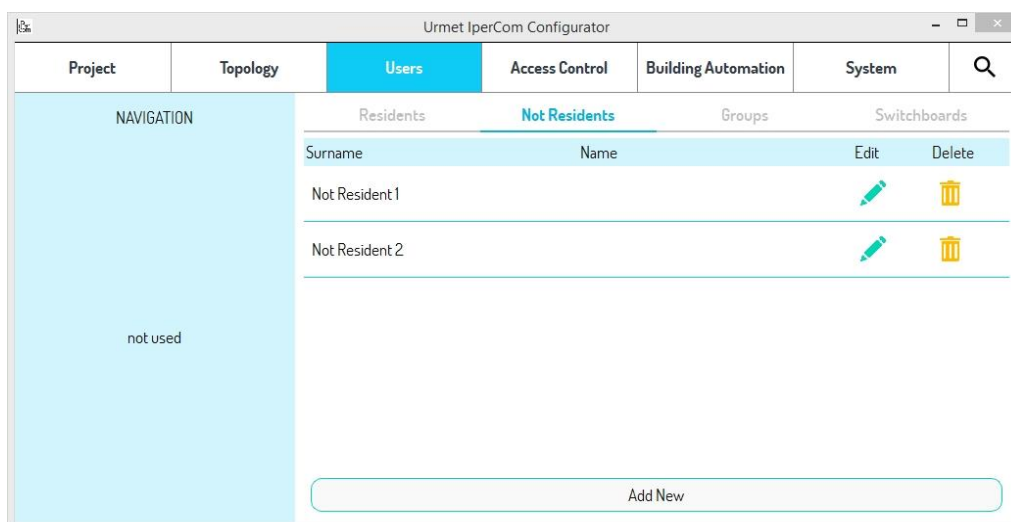 Urmet IperCom Configurator
Project Topology Users Access Control Building Automation System
NAVIGATION
Residents Not Residents Groups Switchboards
Surname Name Edit Delete
Not Resident 1
Not Resident 2
not used
Add New